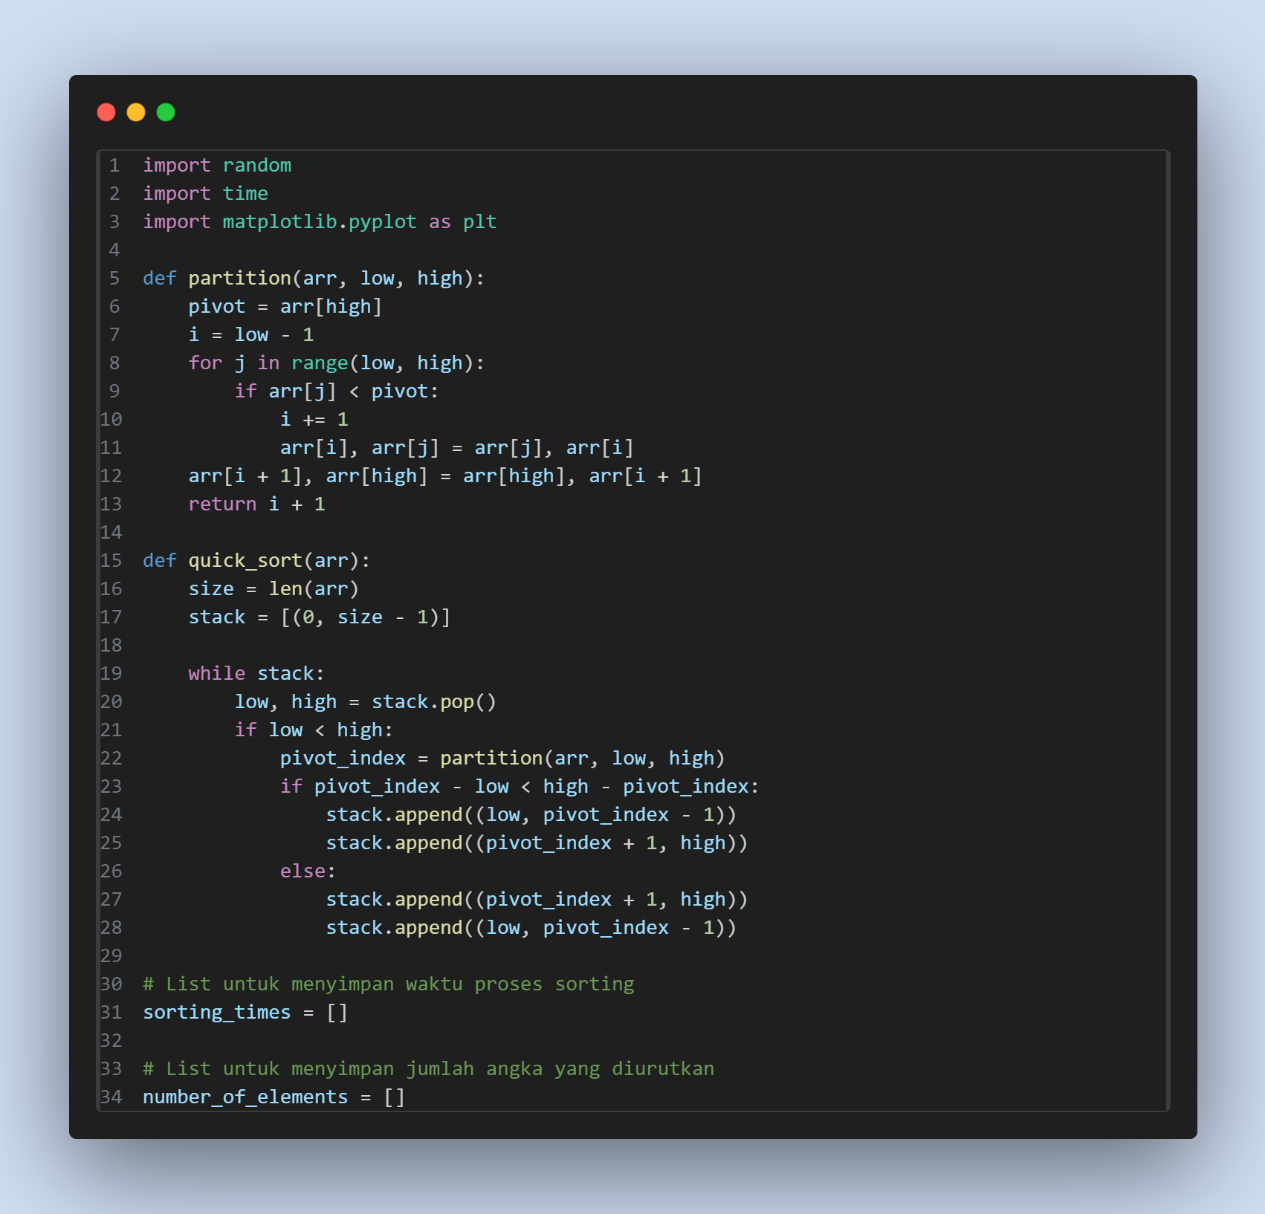 1 import random
2 import time
3 import matplotlib.pyplot as plt
4
5 def partition(arr, low, high):
6     pivot = arr[high]
7     i = low - 1
8     for j in range(low, high):
9         if arr[j] < pivot:
10             i += 1
11             arr[i], arr[j] = arr[j], arr[i]
12     arr[i + 1], arr[high] = arr[high], arr[i + 1]
13     return i + 1
14
15 def quick_sort(arr):
16     size = len(arr)
17     stack = [(0, size - 1)]
18
19     while stack:
20         low, high = stack.pop()
21         if low < high:
22             pivot_index = partition(arr, low, high)
23             if pivot_index - low < high - pivot_index:
24                 stack.append((low, pivot_index - 1))
25                 stack.append((pivot_index + 1, high))
26             else:
27                 stack.append((pivot_index + 1, high))
28                 stack.append((low, pivot_index - 1))
29
30 # List untuk menyimpan waktu proses sorting
31 sorting_times = []
32
33 # List untuk menyimpan jumlah angka yang diurutkan
34 number_of_elements = []